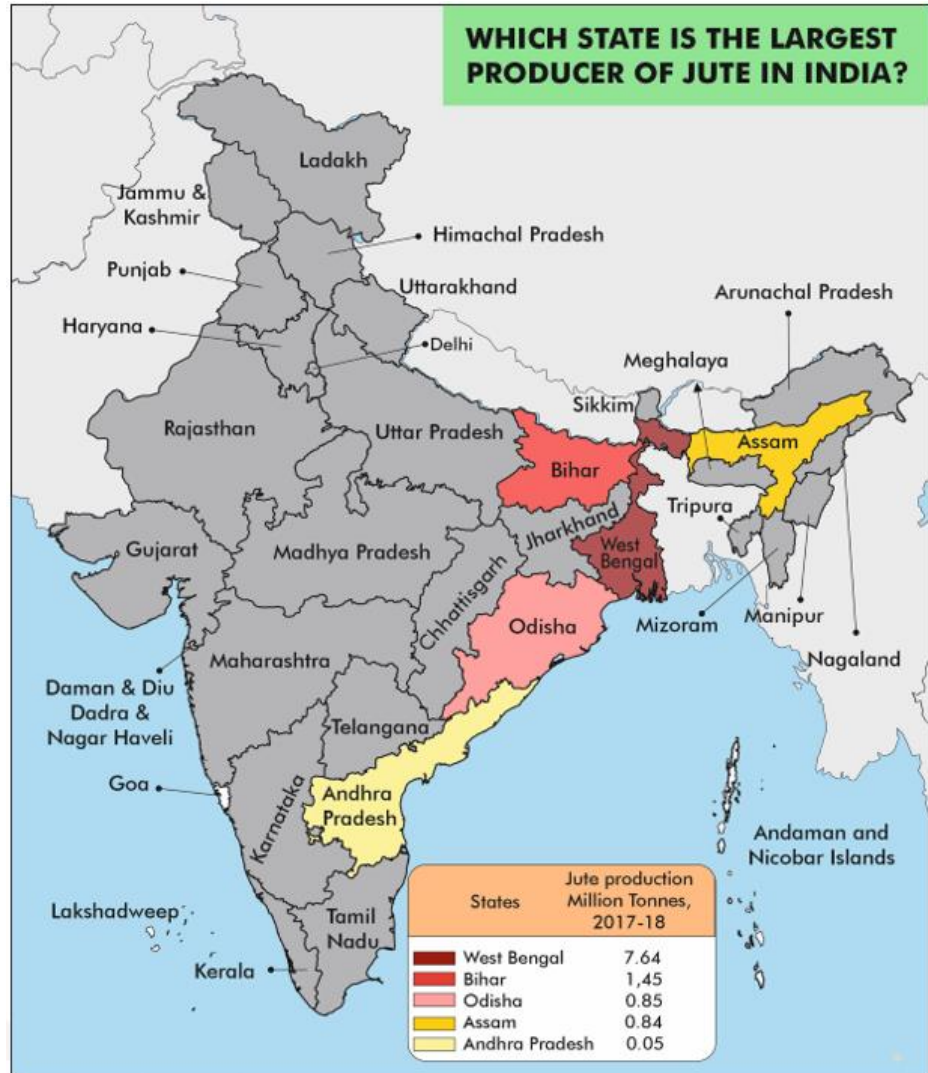 WHICH STATE IS THE LARGEST
PRODUCER OF JUTE IN INDIA?
Ladakh
Jammu &
Kashmir
Himachal Pradesh
Punjab
Uttarakhand
Arunachal Pradesh
Haryana
Delhi
Meghalaya
Sikkim
Rajasthan
Uttar Pradesh
Assam
Bihar
Tripura
Jharkhand
Gujarat
Madhya Pradesh
West
Bengal
Chhattisgarh
Odisha
Mizoram
Manipur
Nagaland
Maharashtra
Daman & Diu
Dadra &
Nagar Haveli
Telangana
Goa
Andhra
Pradesh
Karnataka
Andaman and
Nicobar Islands
Lakshadweep
Tamil
Nadu
Kerala
States
Jute production
Million Tonnes,
2017-18
West Bengal 7.64
Bihar 1,45
Odisha 0.85
Assam 0.84
Andhra Pradesh 0.05